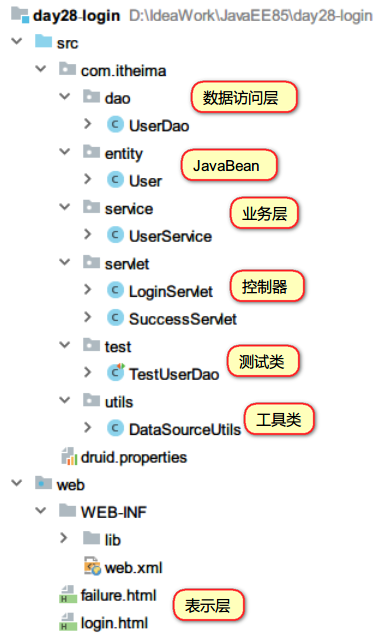 day28-login D:\IdeaWork\JavaEE85\day28-login
src
com.itheima
dao 数据访问层
UserDao
entity JavaBean
User
service 业务层
UserService
servlet
LoginServlet 控制器
SuccessServlet
test 测试类
TestUserDao
utils 工具类
DataSourceUtils
druid.properties
web
WEB-INF
lib
web.xml
failure.html 表示层
login.html